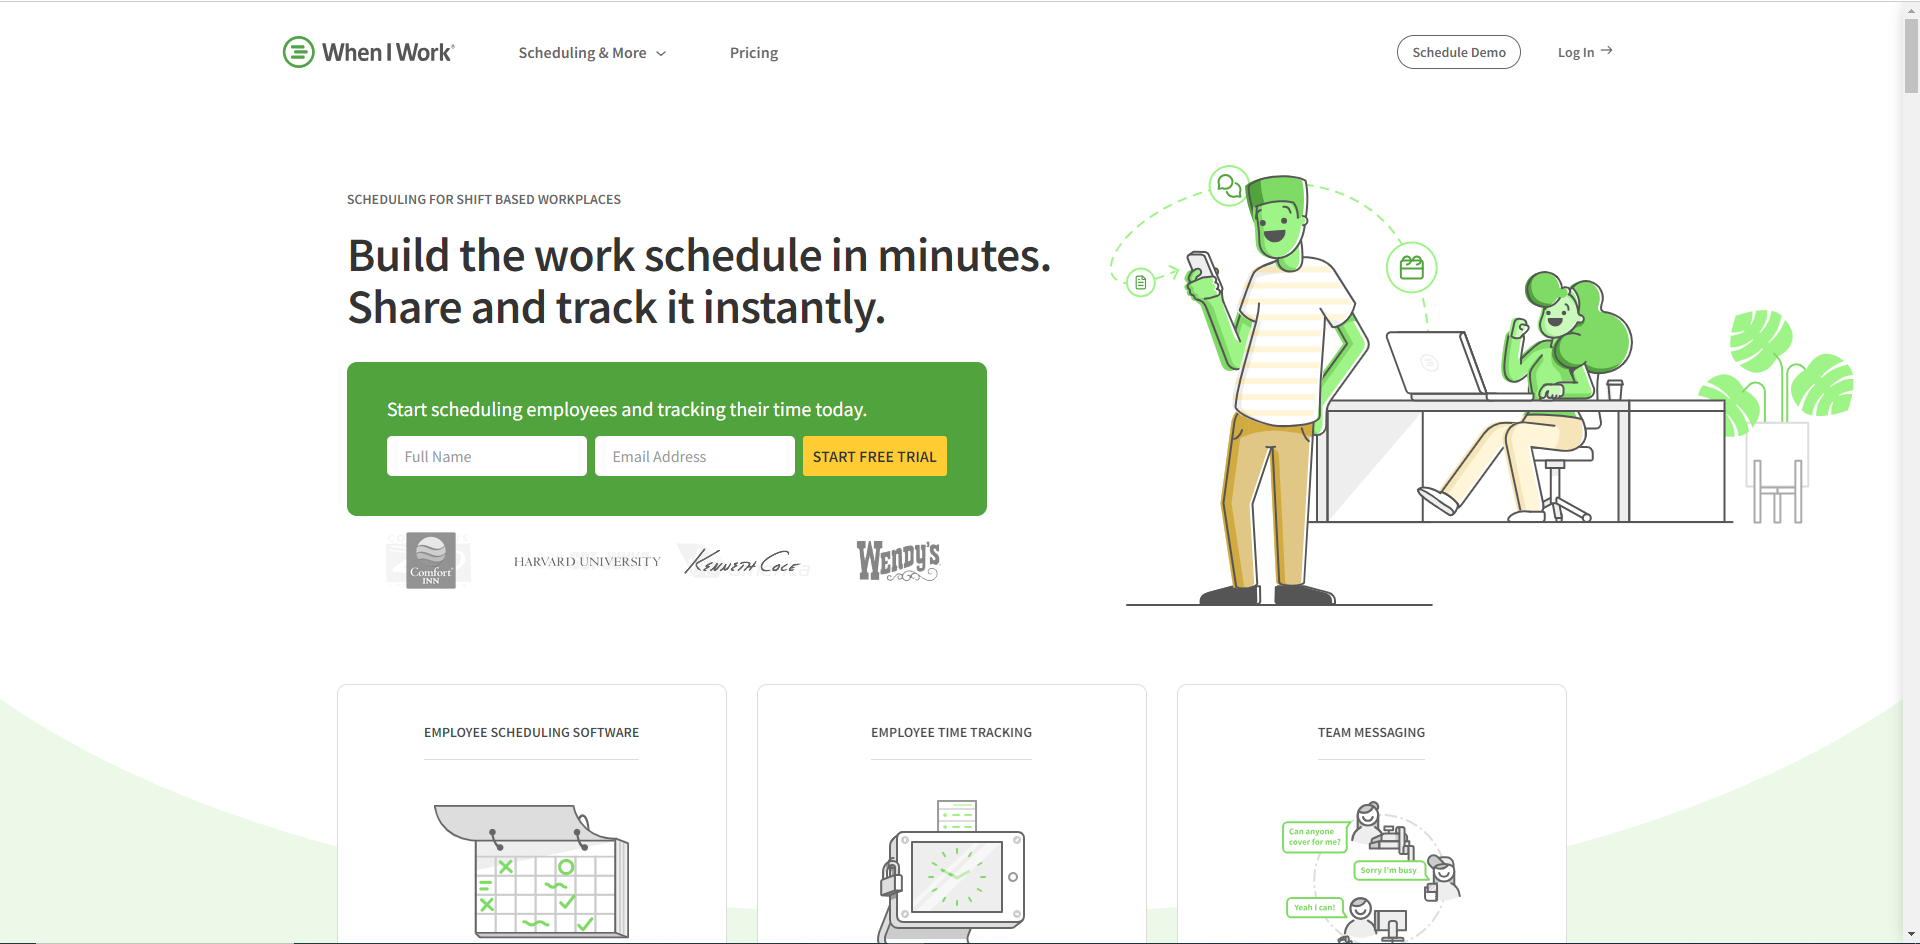 When I Work®
Scheduling & More
Pricing
Schedule Demo
Log In
SCHEDULING FOR SHIFT BASED WORKPLACES
Build the work schedule in minutes.
Share and track it instantly.
Start scheduling employees and tracking their time today.
Full Name
Email Address
START FREE TRIAL
Comfort
INN
HARVARD UNIVERSITY
KENNETH COLE
WENDY'S
EMPLOYEE SCHEDULING SOFTWARE
EMPLOYEE TIME TRACKING
TEAM MESSAGING
Can anyone
cover for me?
Sorry I'm busy
Yeah I can!